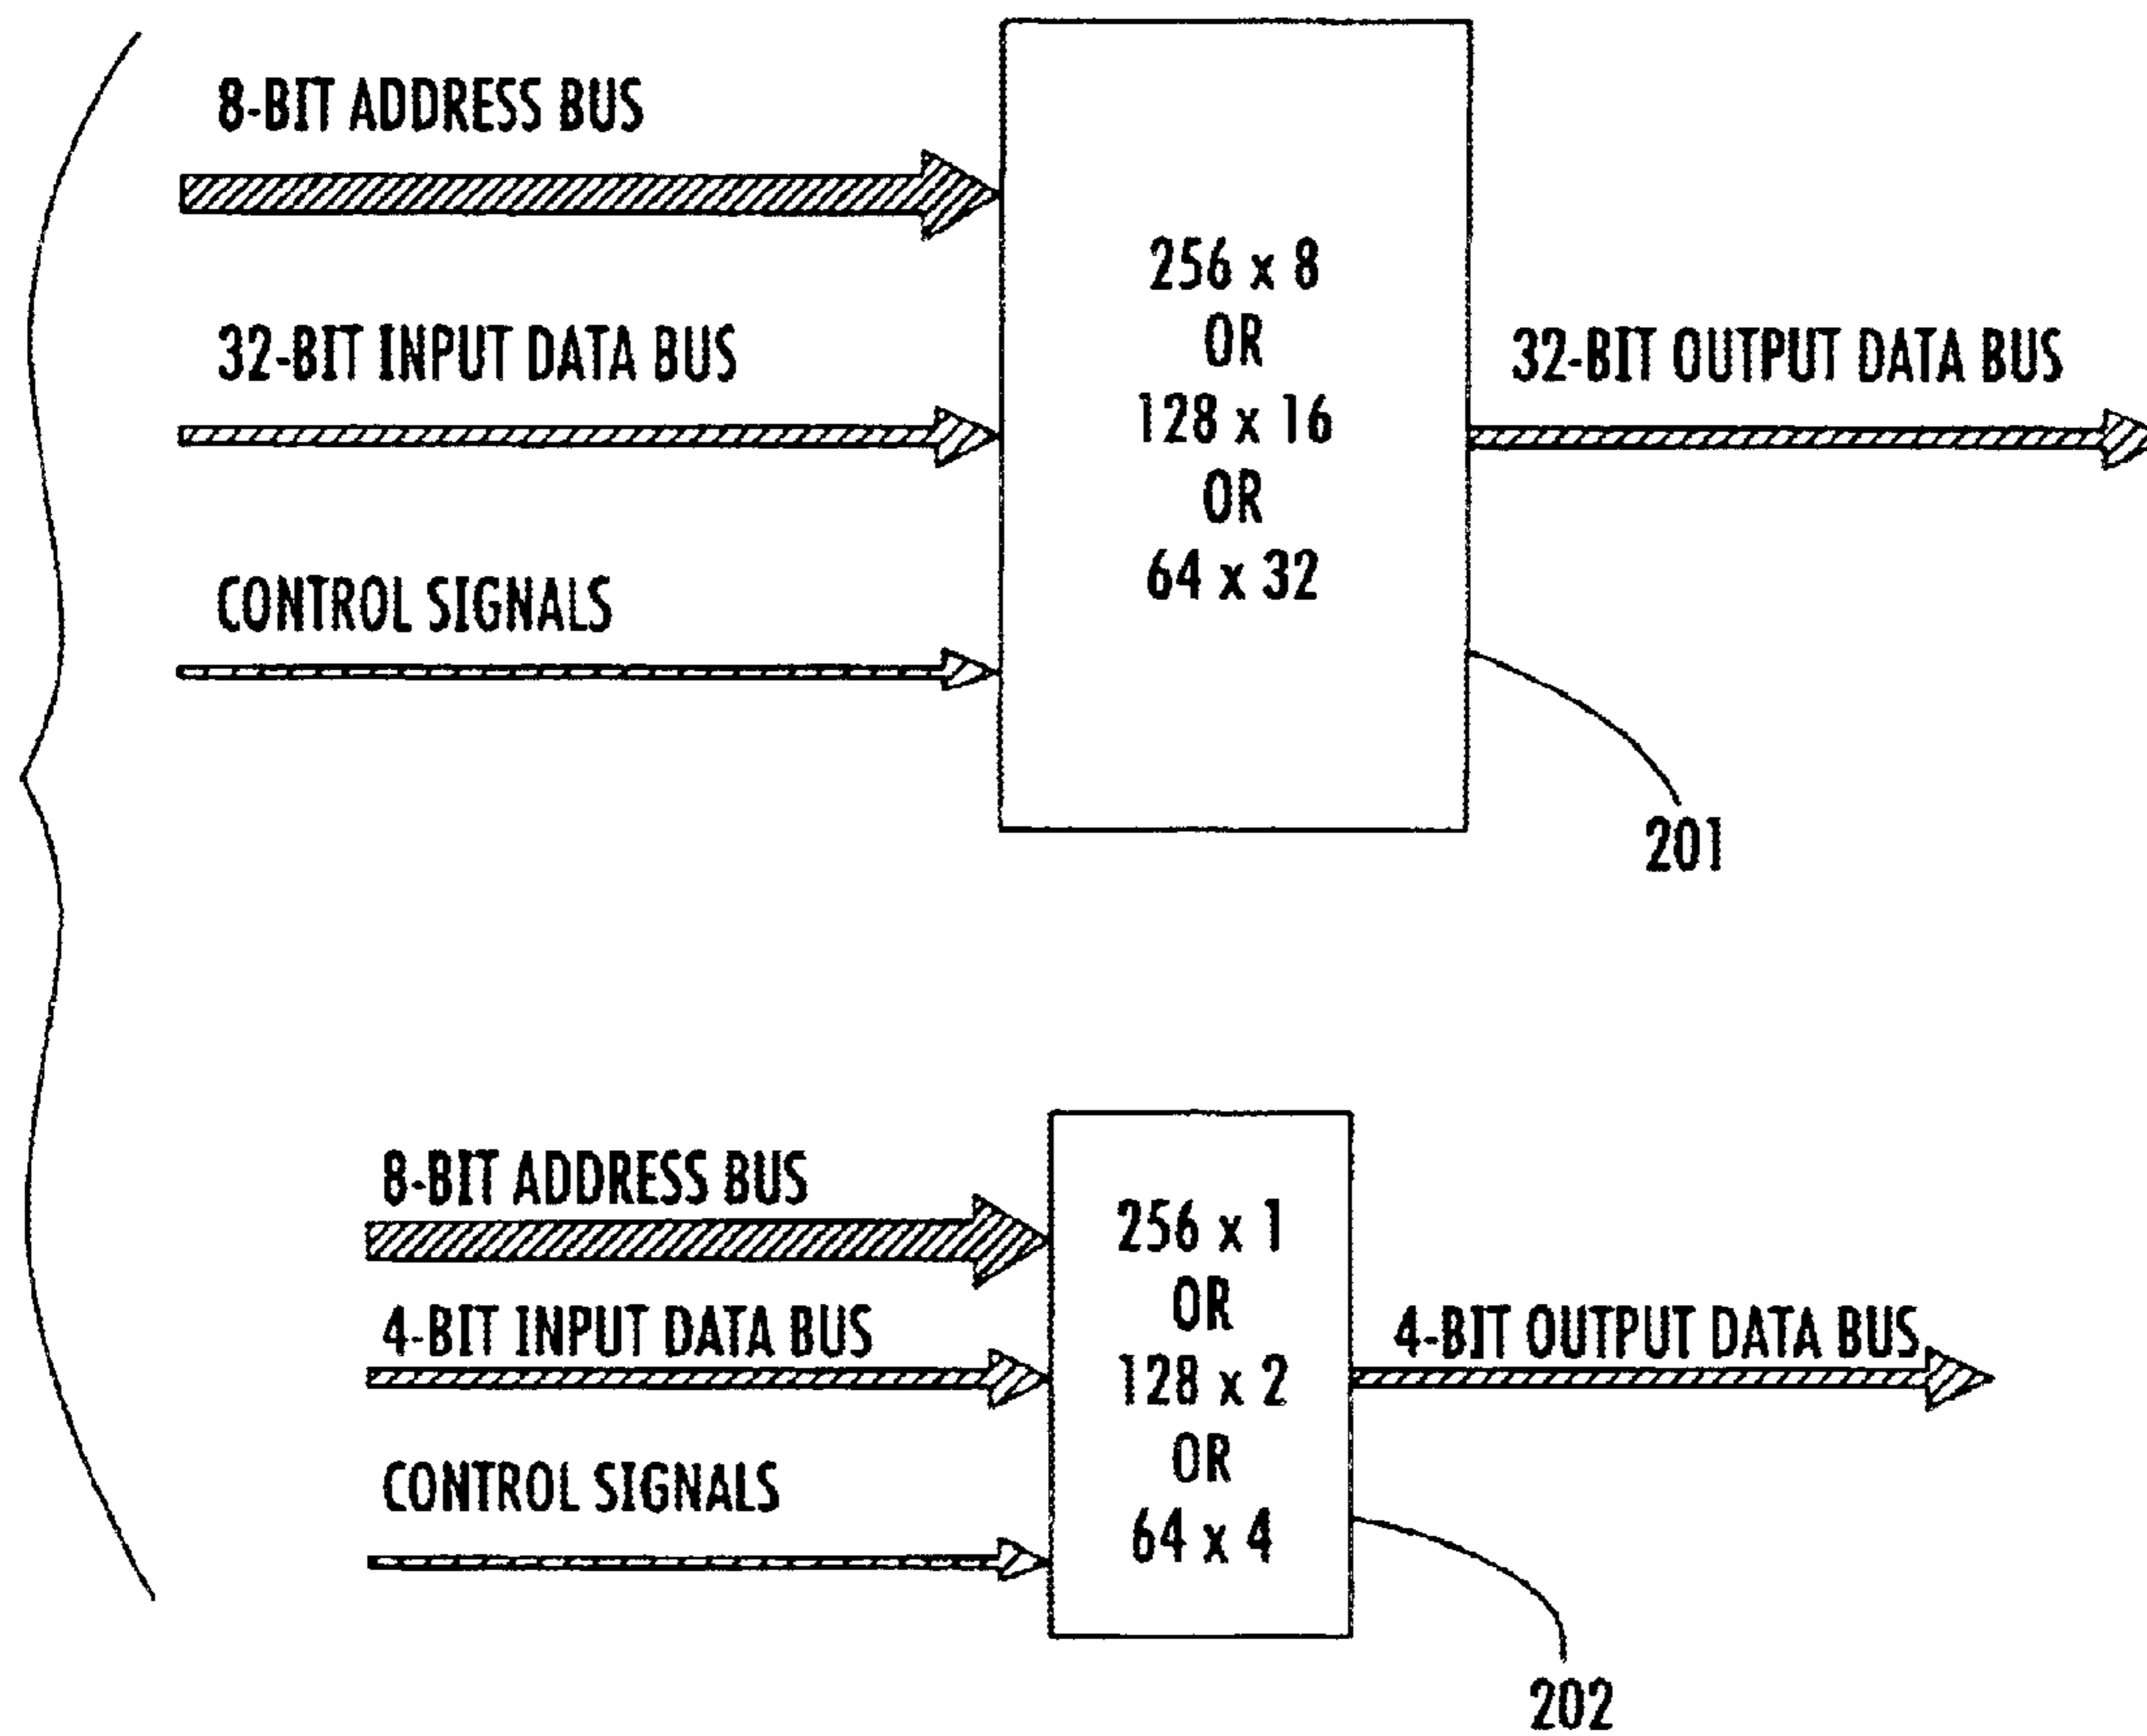 8-BIT ADDRESS BUS
32-BIT INPUT DATA BUS
CONTROL SIGNALS
256 x 8
OR
128 x 16
OR
64 x 32
32-BIT OUTPUT DATA BUS
201
8-BIT ADDRESS BUS
4-BIT INPUT DATA BUS
CONTROL SIGNALS
256 x 1
OR
128 x 2
OR
64 x 4
4-BIT OUTPUT DATA BUS
202